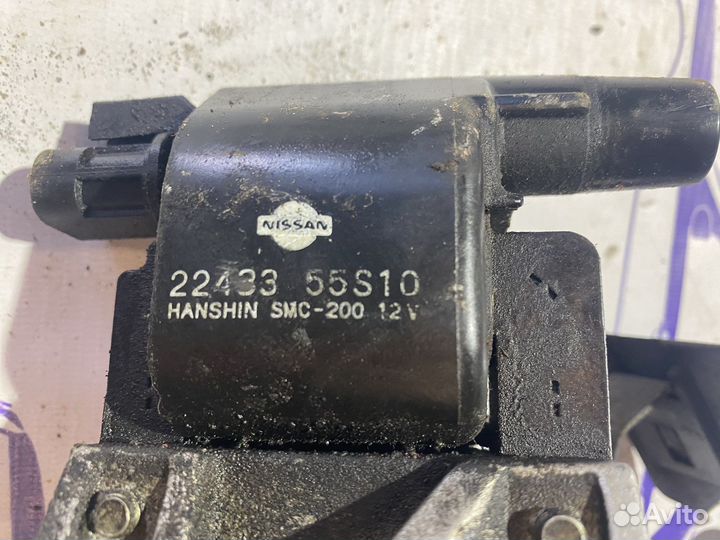 NISSAN
22433 55S10
HANSHIN SMC-200 12V
Avito